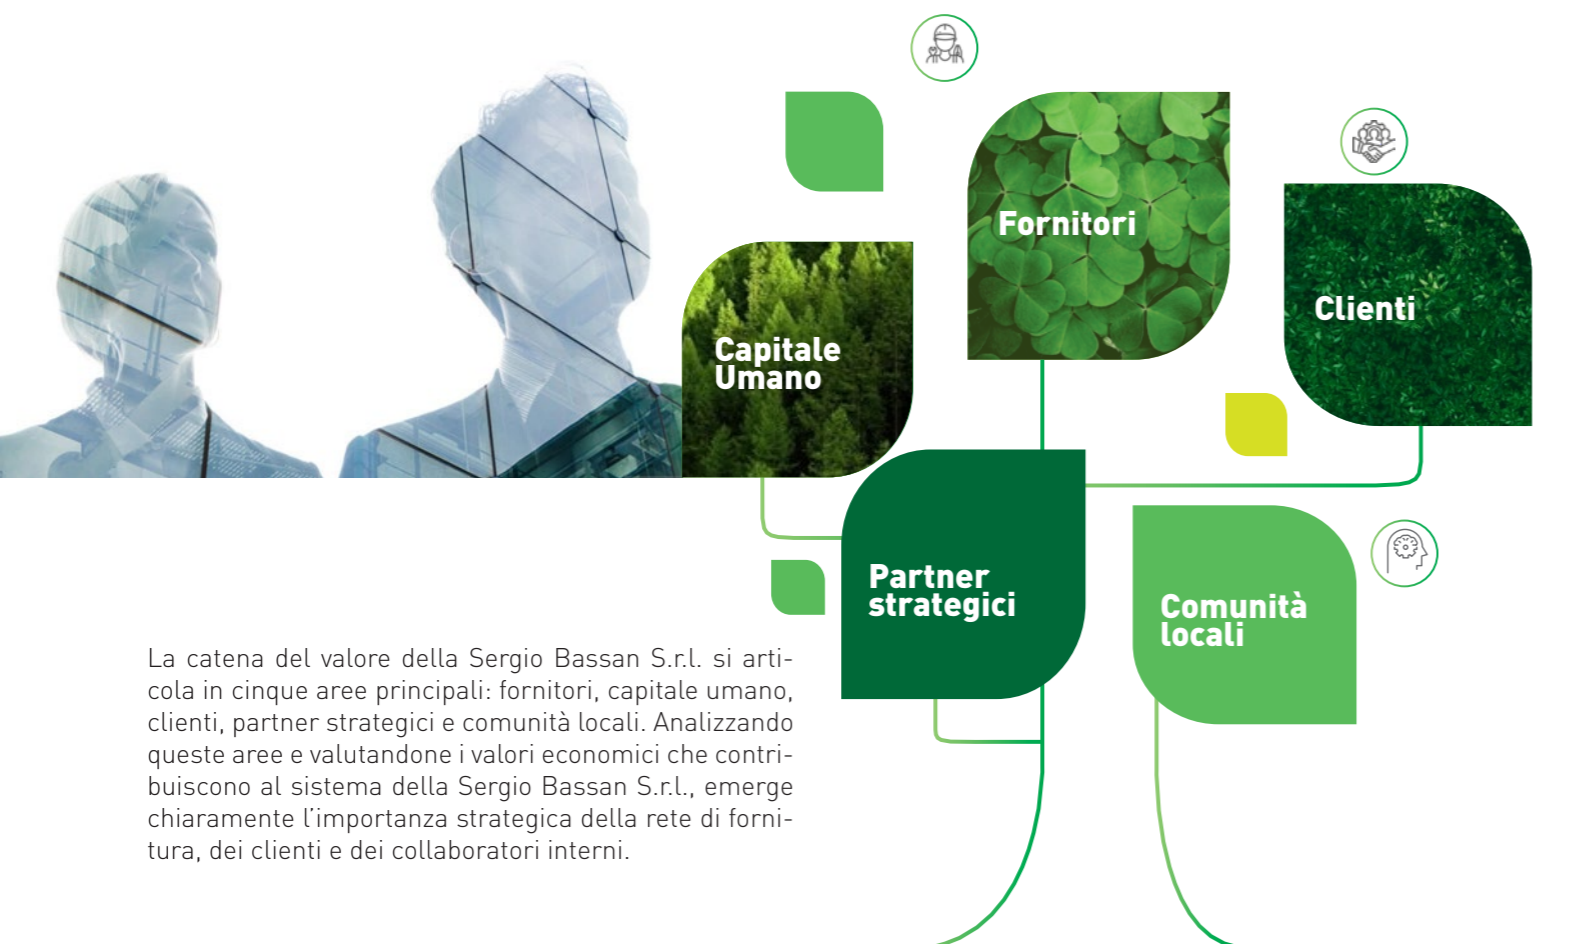 Fornitori
Clienti
Capitale
Umano
Partner
strategici
Comunità
locali
La catena del valore della Sergio Bassan S.r.l. si arti-
cola in cinque aree principali: fornitori, capitale umano,
clienti, partner strategici e comunità locali. Analizzando
queste aree e valutandone i valori economici che contri-
buiscono al sistema della Sergio Bassan S.r.l., emerge
chiaramente l’importanza strategica della rete di forni-
tura, dei clienti e dei collaboratori interni.